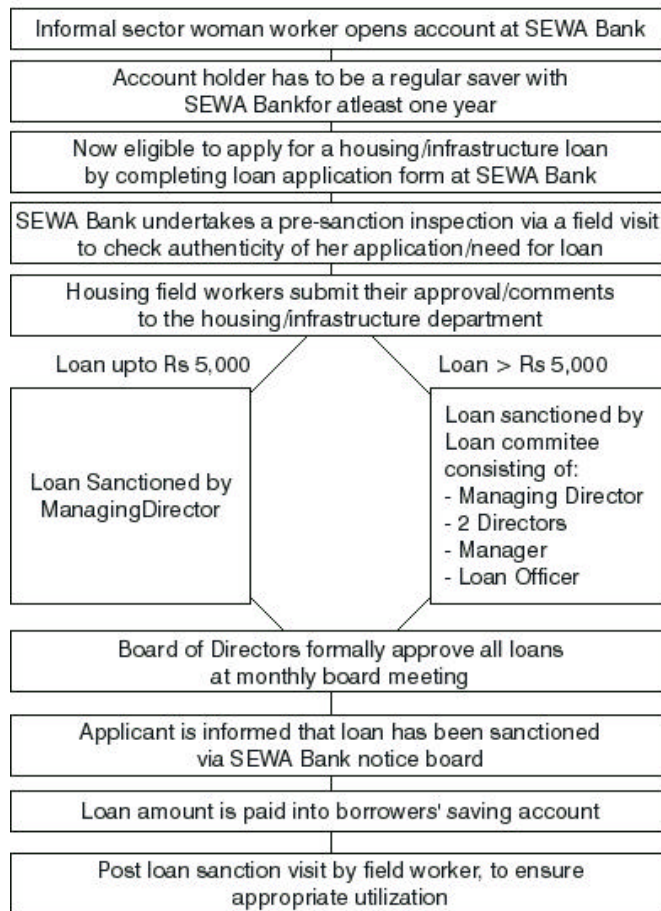 Informal sector woman worker opens account at SEWA Bank
Account holder has to be a regular saver with
SEWA Bankfor atleast one year
Now eligible to apply for a housing/infrastructure loan
by completing loan application form at SEWA Bank
SEWA Bank undertakes a pre-sanction inspection via a field visit
to check authenticity of her application/need for loan
Housing field workers submit their approval/comments
to the housing/infrastructure department
Loan upto Rs 5,000
Loan > Rs 5,000
Loan Sanctioned by
ManagingDirector
Loan sanctioned by
Loan commitee
consisting of:
- Managing Director
- 2 Directors
- Manager
- Loan Officer
Board of Directors formally approve all loans
at monthly board meeting
Applicant is informed that loan has been sanctioned
via SEWA Bank notice board
Loan amount is paid into borrowers' saving account
Post loan sanction visit by field worker, to ensure
appropriate utilization